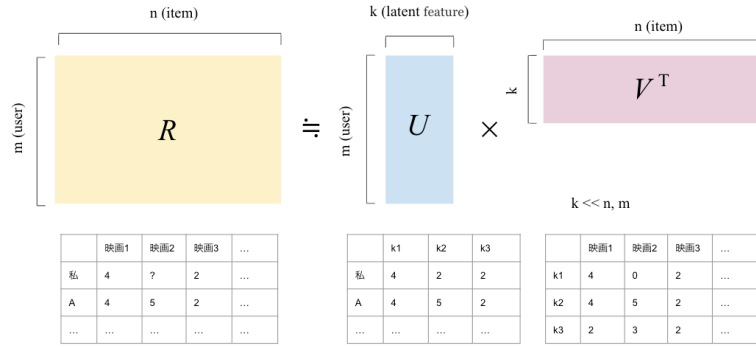 n (item)
k (latent feature)
n (item)
m (user)
R
≒
m (user)
U
×
k
V T
k << n, m
映画1 映画2 映画3 …
私 4 ? 2 …
A 4 5 2 …
… … … …
k1 k2 k3
私 4 2 2
A 4 5 2
… … … …
映画1 映画2 映画3 …
k1 4 0 2 …
k2 4 5 2 …
k3 2 3 2 …